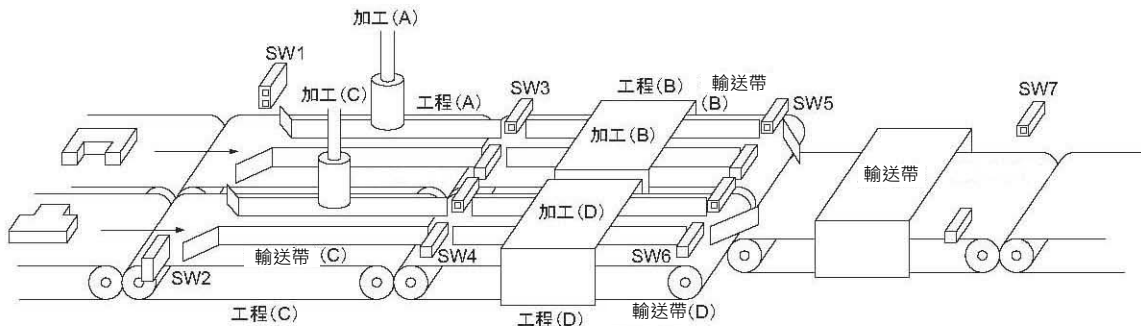 加工(A)
SW1
加工(C)
工程(A)
SW3
工程(B)
輸送帶
(B)
SW5
SW7
加工(B)
輸送帶
加工(D)
輸送帶 (C)
SW4
SW6
SW2
工程(C)
工程(D)
輸送帶(D)